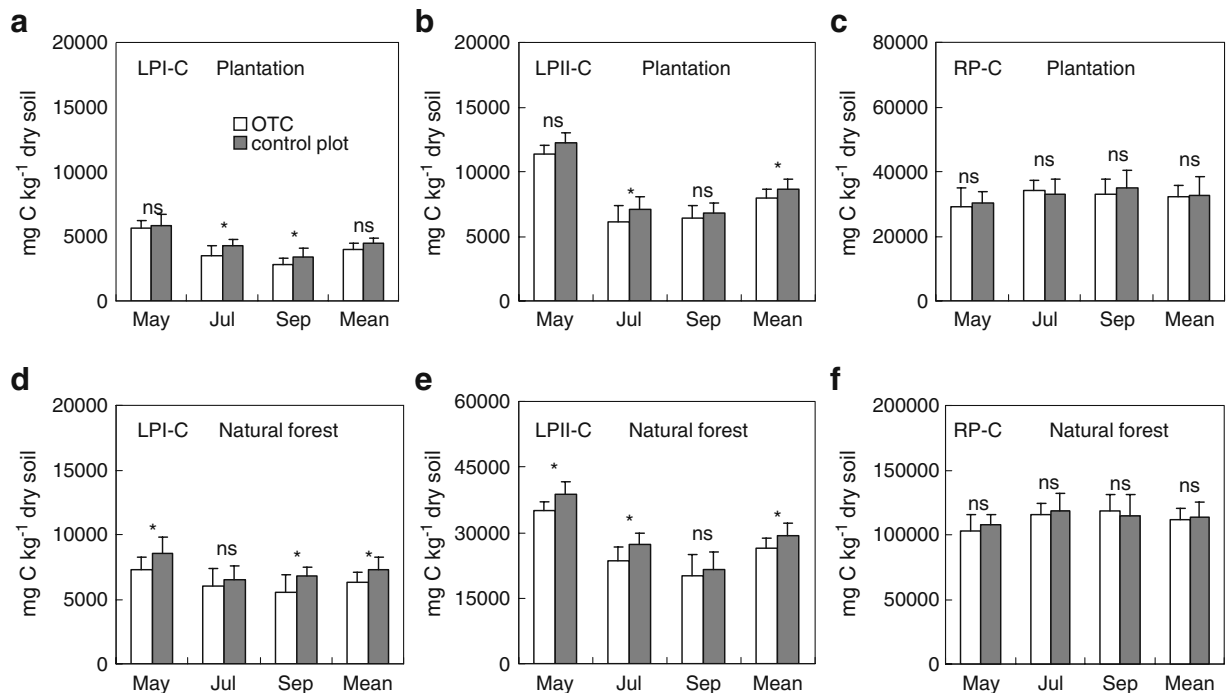 a
20000
15000
10000
5000
0
mg C kg⁻¹ dry soil
LPI-C Plantation
OTC
control plot
ns * * ns
May Jul Sep Mean
b
20000
15000
10000
5000
0
mg C kg⁻¹ dry soil
LPII-C Plantation
ns * ns *
May Jul Sep Mean
c
80000
60000
40000
20000
0
mg C kg⁻¹ dry soil
RP-C Plantation
ns ns ns ns
May Jul Sep Mean
d
20000
15000
10000
5000
0
mg C kg⁻¹ dry soil
LPI-C Natural forest
* ns * *
May Jul Sep Mean
e
60000
45000
30000
15000
0
mg C kg⁻¹ dry soil
LPII-C Natural forest
* * ns *
May Jul Sep Mean
f
200000
150000
100000
50000
0
mg C kg⁻¹ dry soil
RP-C Natural forest
ns ns ns ns
May Jul Sep Mean